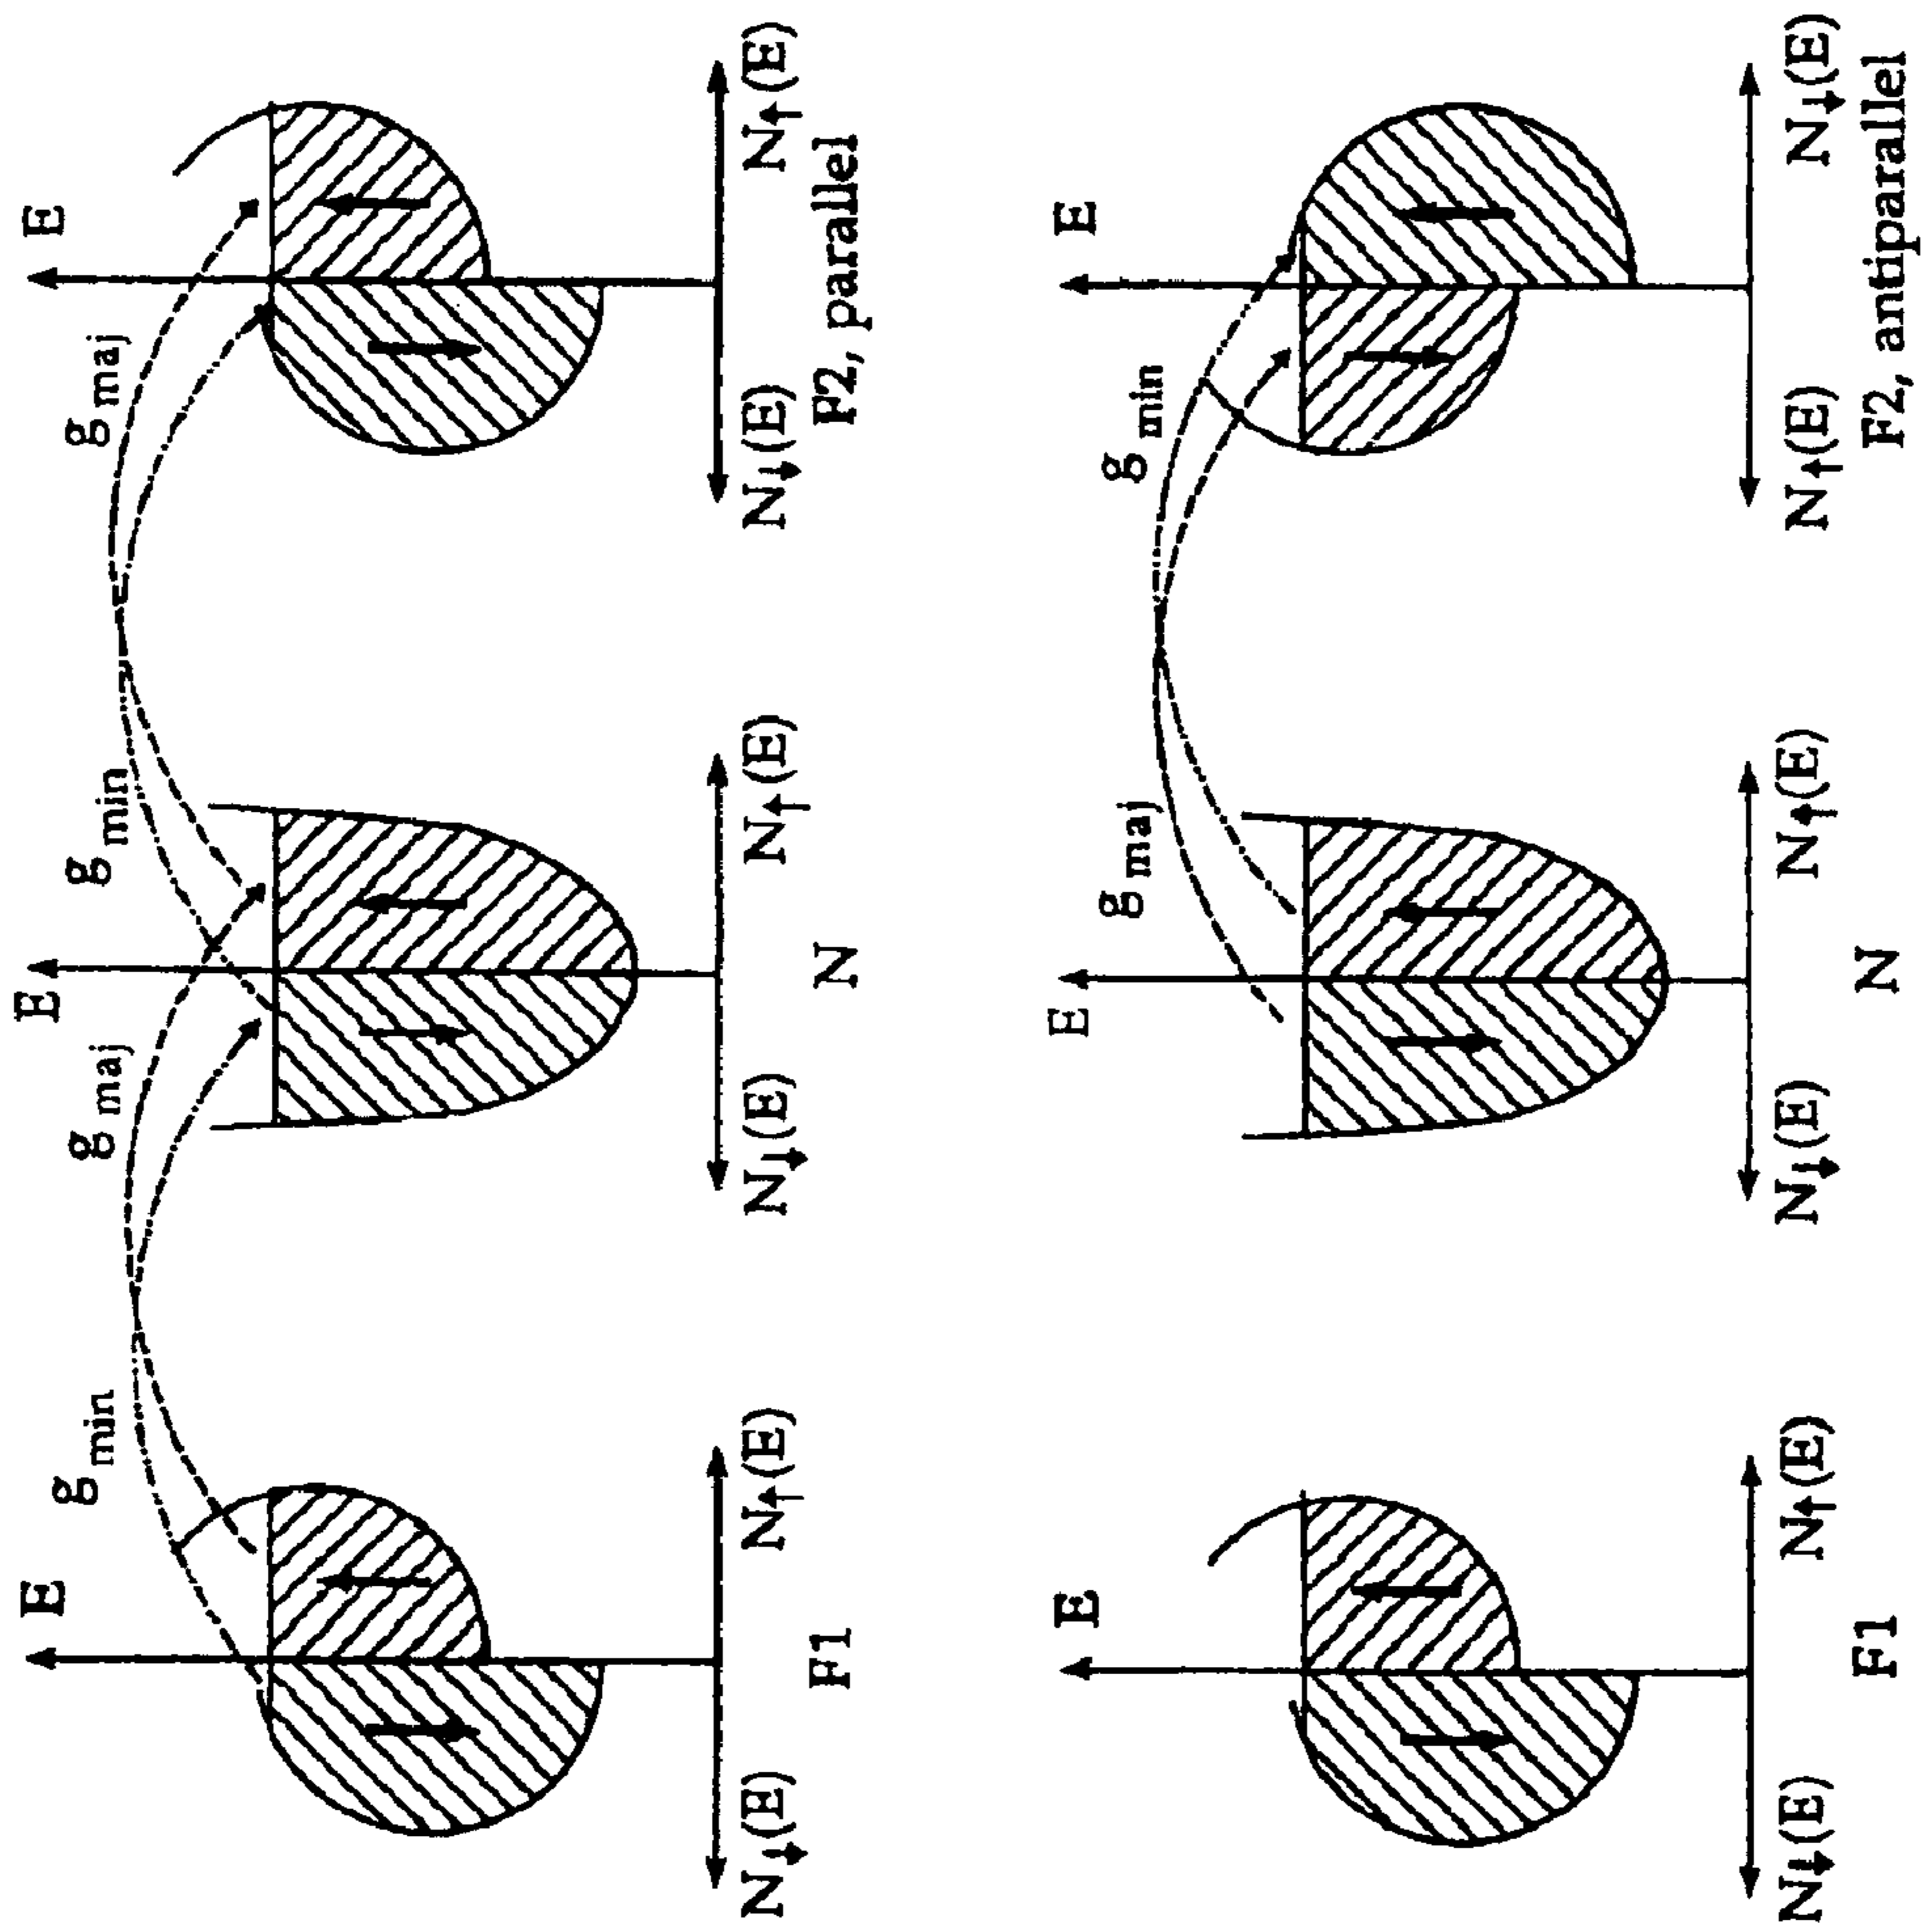 E E E
g min g maj g min g maj
N↓(E) N↑(E) N↓(E) N↑(E) N↓(E) N↑(E)
F1 N F2, parallel
E E E
g maj g min
N↓(E) N↑(E) N↓(E) N↑(E) N↑(E) N↓(E)
F1 N F2, antiparallel